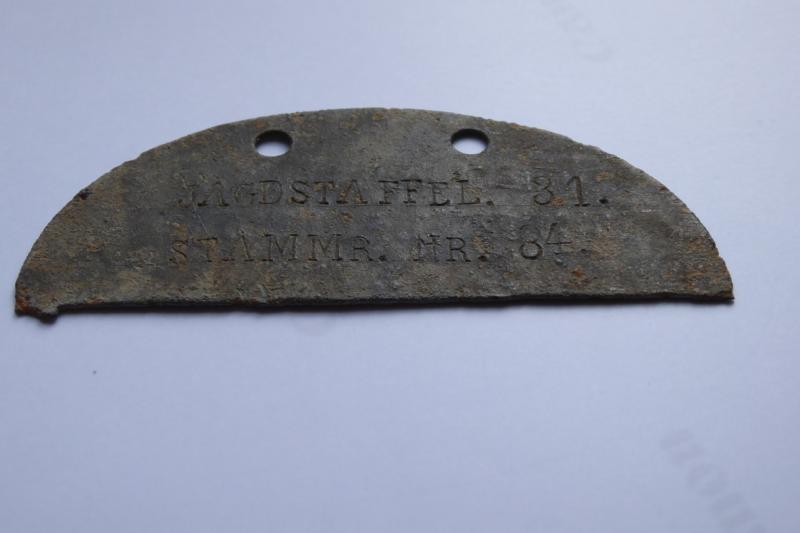 JAGDSTAFFEL. 31.
STAMMR. NR. 84.